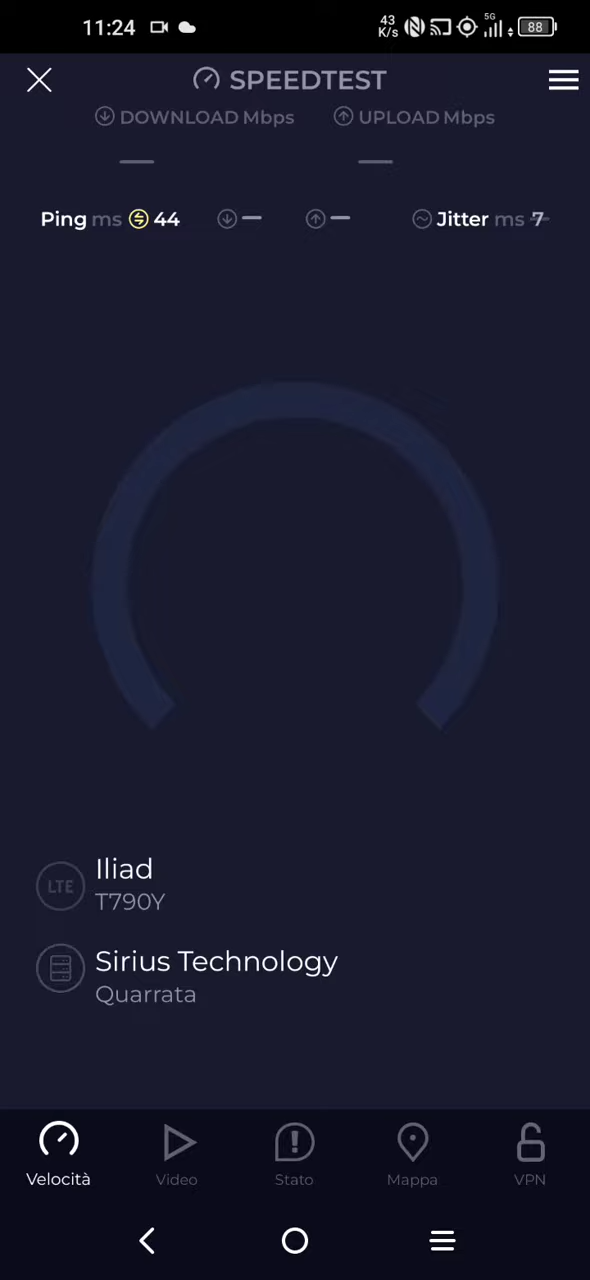 11:24 43 K/s 5G 88
SPEEDTEST
DOWNLOAD Mbps UPLOAD Mbps
— —
Ping ms 44 — — Jitter ms 7
LTE Iliad
T790Y
Sirius Technology
Quarrata
Velocità Video Stato Mappa VPN